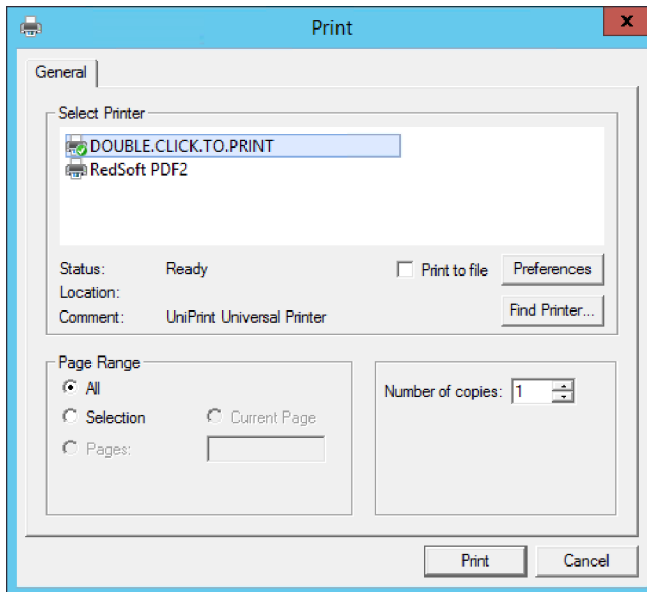 Print
x
General
Select Printer
DOUBLE.CLICK.TO.PRINT
RedSoft PDF2
Status: Ready
Print to file Preferences
Location:
Comment: UniPrint Universal Printer
Find Printer...
Page Range
All
Number of copies: 1
Selection Current Page
Pages:
Print Cancel